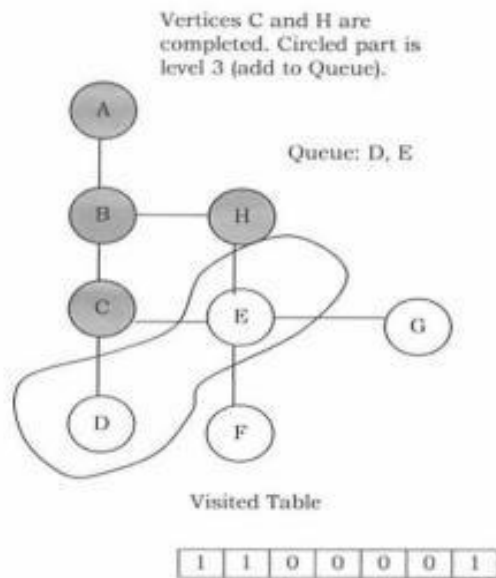 Vertices C and H are
completed. Circled part is
level 3 (add to Queue).
A
Queue: D, E
B H
C E G
D F
Visited Table
1 1 0 0 0 0 1